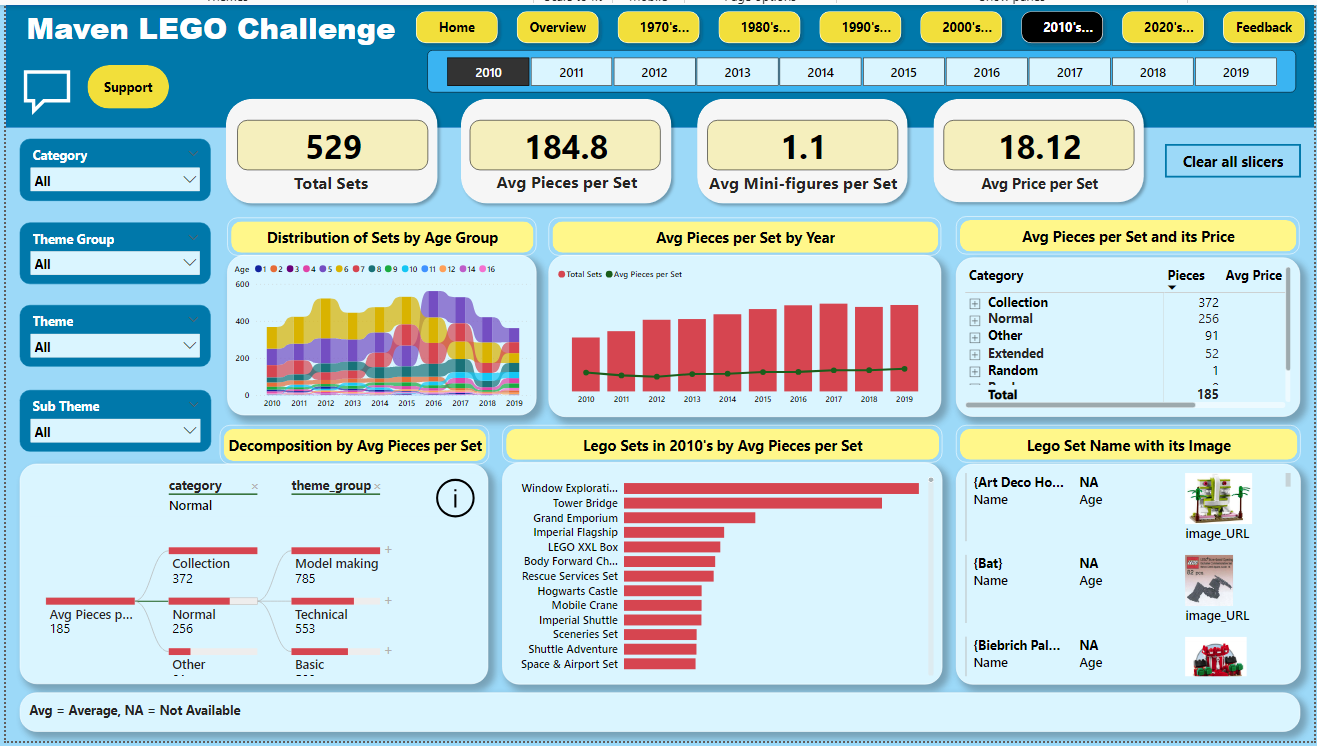 Maven LEGO Challenge
Home
Overview
1970's...
1980's...
1990's...
2000's...
2010's...
2020's...
Feedback
2010 2011 2012 2013 2014 2015 2016 2017 2018 2019
Support
529
Total Sets
184.8
Avg Pieces per Set
1.1
Avg Mini-figures per Set
18.12
Avg Price per Set
Clear all slicers
Category
All
Theme Group
All
Theme
All
Sub Theme
All
Distribution of Sets by Age Group
Age 1 2 3 4 5 6 7 8 9 10 11 12 14 16
600
400
200
0
2010 2011 2012 2013 2014 2015 2016 2017 2018 2019
Avg Pieces per Set by Year
Total Sets Avg Pieces per Set
2010 2011 2012 2013 2014 2015 2016 2017 2018 2019
Avg Pieces per Set and its Price
Category Pieces Avg Price
Collection 372
Normal 256
Other 91
Extended 52
Random 1
Total 185
Decomposition by Avg Pieces per Set
category × theme_group ×
Normal
i
Collection
372
Model making
785
Avg Pieces p...
185
Normal
256
Technical
553
Other
Basic
Lego Sets in 2010's by Avg Pieces per Set
Window Explorati...
Tower Bridge
Grand Emporium
Imperial Flagship
LEGO XXL Box
Body Forward Ch...
Rescue Services Set
Hogwarts Castle
Mobile Crane
Imperial Shuttle
Sceneries Set
Shuttle Adventure
Space & Airport Set
Lego Set Name with its Image
{Art Deco Ho... NA
Name Age
image_URL
{Bat} NA
Name Age
image_URL
{Biebrich Pal... NA
Name Age
Avg = Average, NA = Not Available